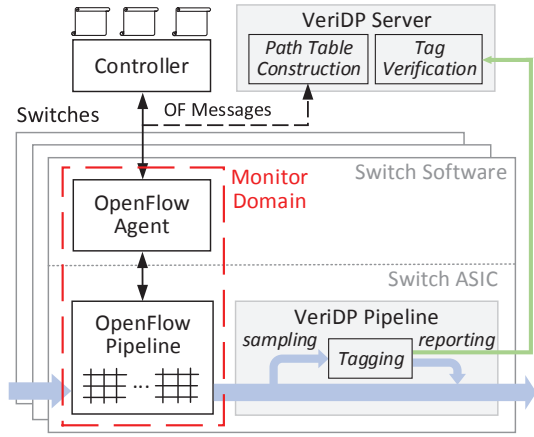 VeriDP Server
Controller
Path Table
Construction
Tag
Verification
Switches
OF Messages
Switch Software
Monitor
Domain
OpenFlow
Agent
Switch ASIC
OpenFlow
Pipeline
...
VeriDP Pipeline
sampling
reporting
Tagging